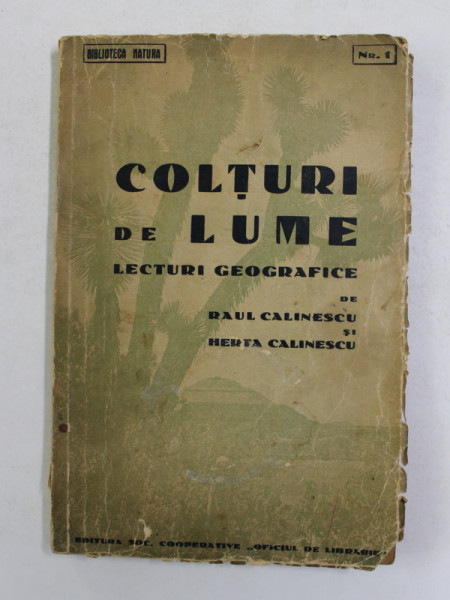 BIBLIOTECA NATURA
Nr. 1
COLȚURI
DE LUME
LECTURI GEOGRAFICE
DE
RAUL CALINESCU
ȘI
HERTA CALINESCU
EDITURA SOC. COOPERATIVE „OFICIUL DE LIBRĂRIE"